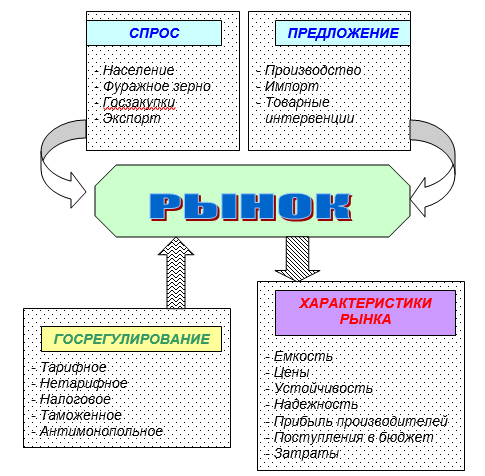 СПРОС
- Население
- Фуражное зерно
- Госзакупки
- Экспорт
ПРЕДЛОЖЕНИЕ
- Производство
- Импорт
- Товарные
интервенции
РЫНОК
ГОСРЕГУЛИРОВАНИЕ
- Тарифное
- Нетарифное
- Налоговое
- Таможенное
- Антимонопольное
ХАРАКТЕРИСТИКИ
РЫНКА
- Емкость
- Цены
- Устойчивость
- Надежность
- Прибыль производителей
- Поступления в бюджет
- Затраты